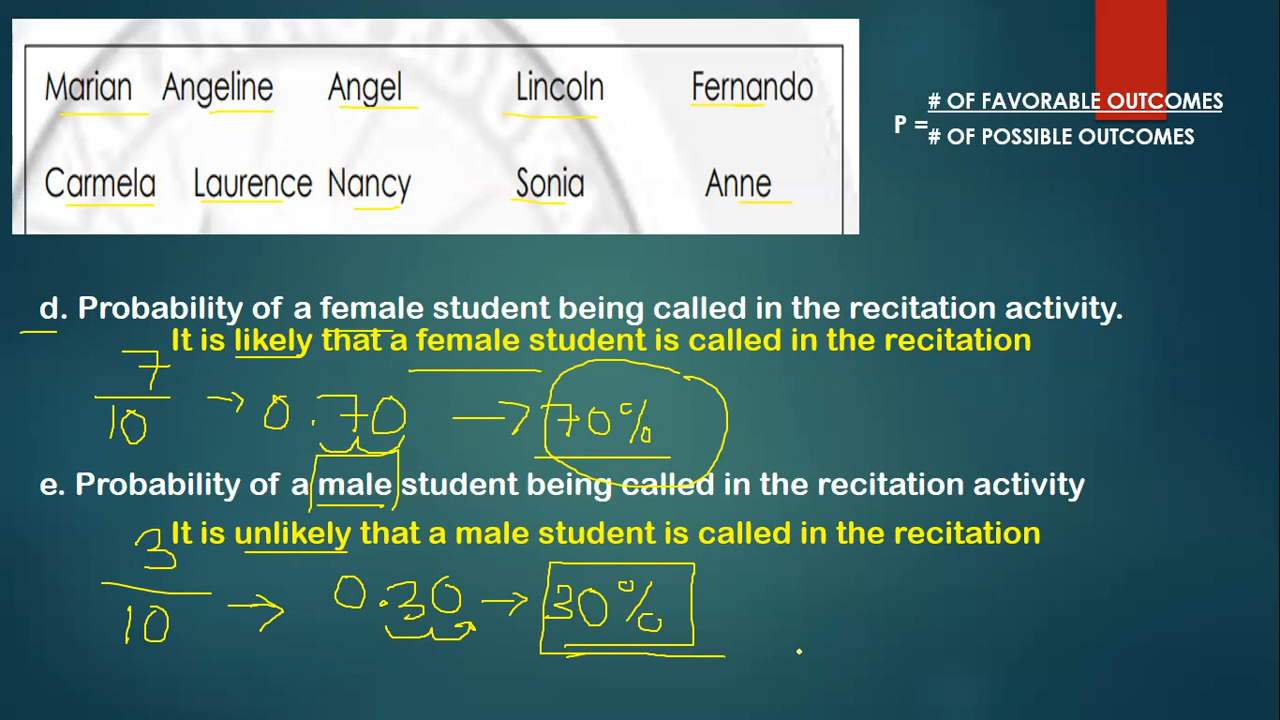 Marian Angeline Angel Lincoln Fernando
Carmela Laurence Nancy Sonia Anne
P = # OF FAVORABLE OUTCOMES
# OF POSSIBLE OUTCOMES
d. Probability of a female student being called in the recitation activity.
It is likely that a female student is called in the recitation
7
10 → 0.70 → 70%
e. Probability of a male student being called in the recitation activity
It is unlikely that a male student is called in the recitation
3
10 → 0.30 → 30%